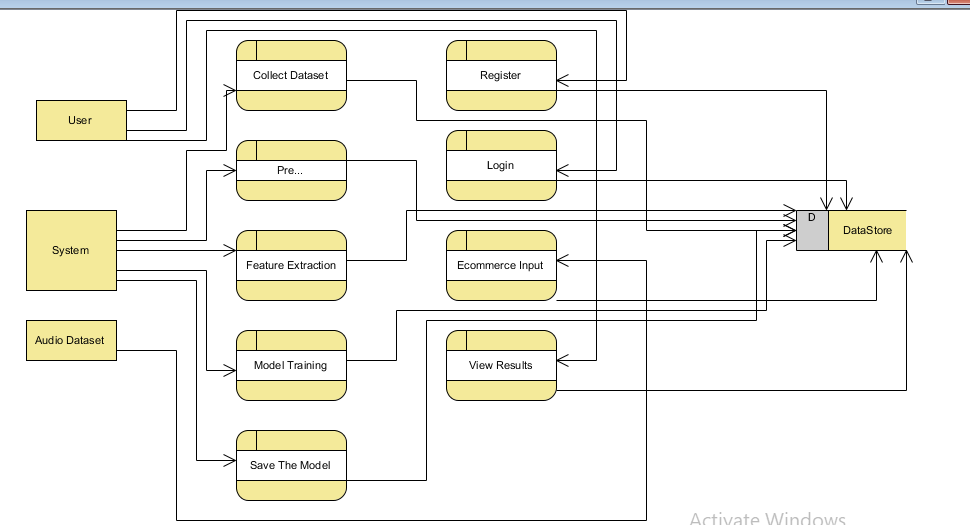 Collect Dataset
Register
User
Login
Pre...
D
DataStore
System
Feature Extraction
Ecommerce Input
Audio Dataset
Model Training
View Results
Save The Model
Activate Windows